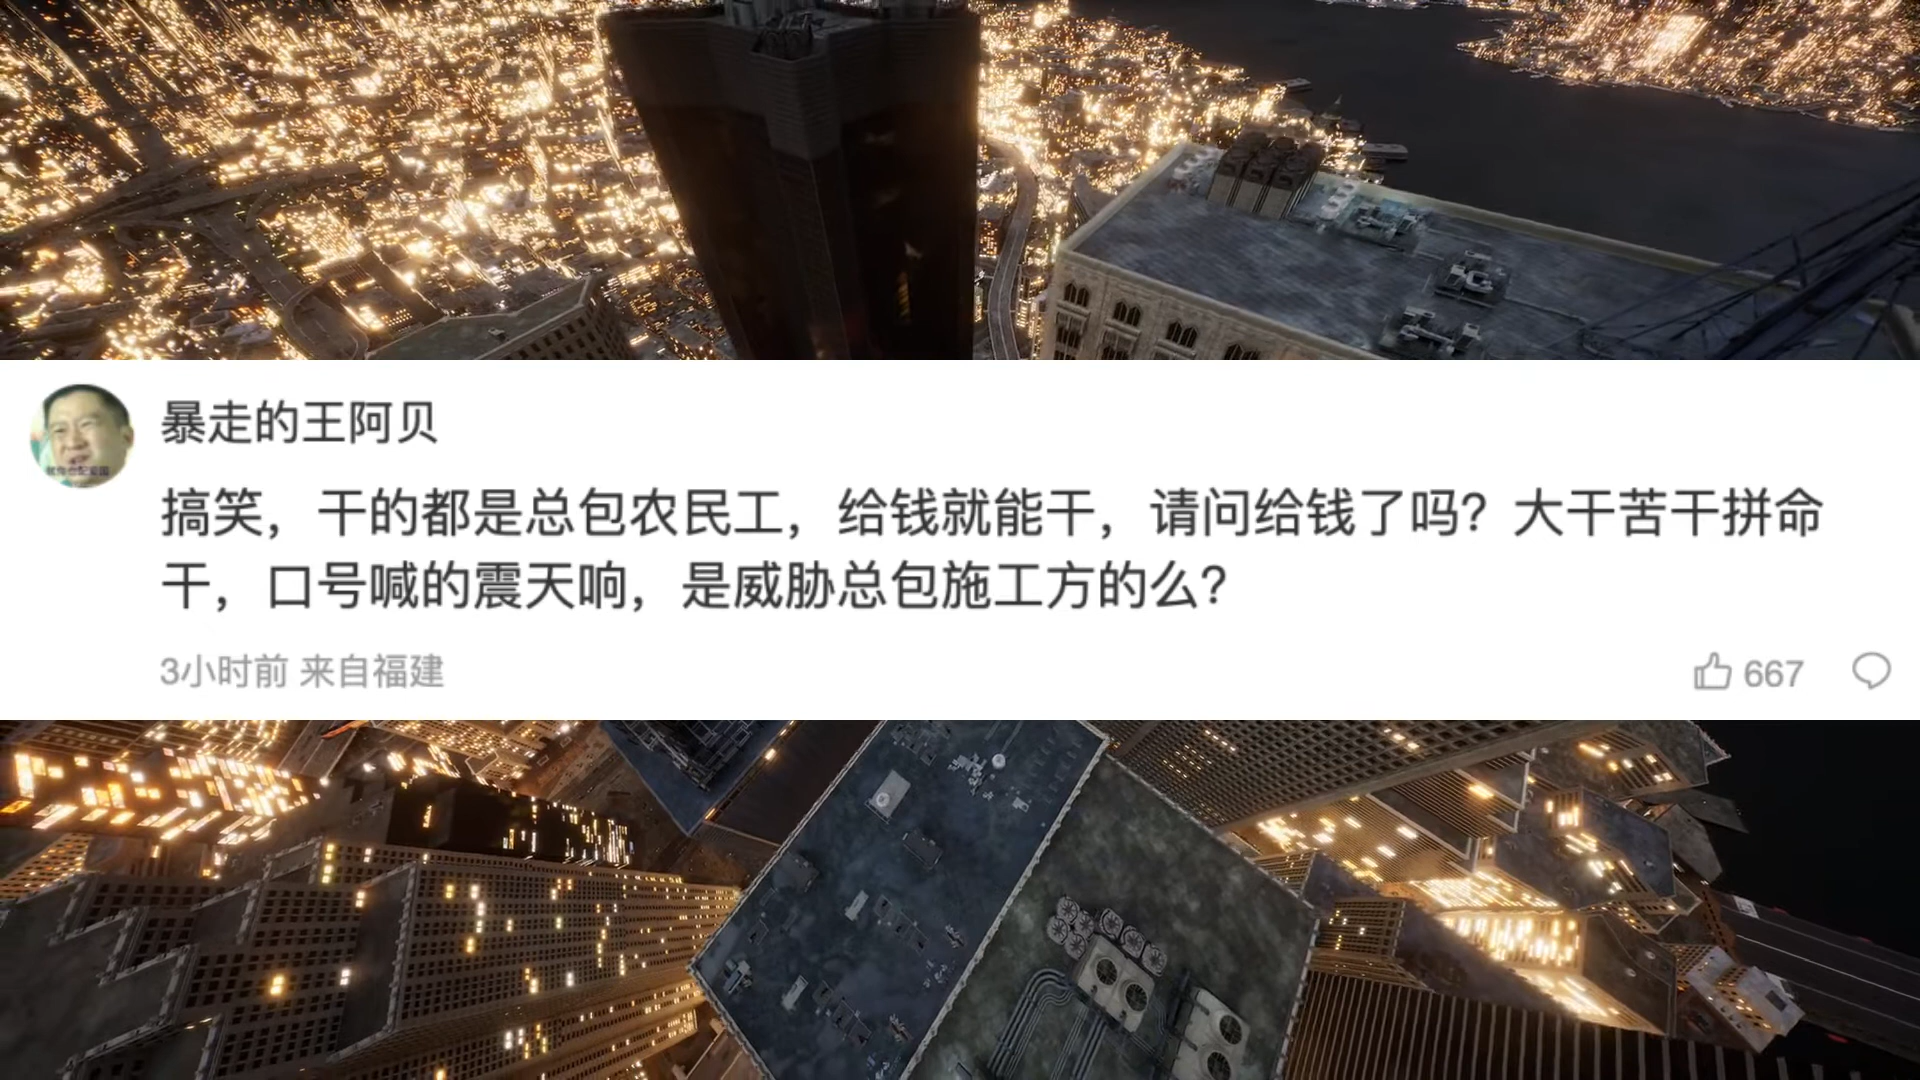 暴走的王阿贝
搞笑，干的都是总包农民工，给钱就能干，请问给钱了吗？大干苦干拼命
干，口号喊的震天响，是威胁总包施工方的么？
3小时前 来自福建
667